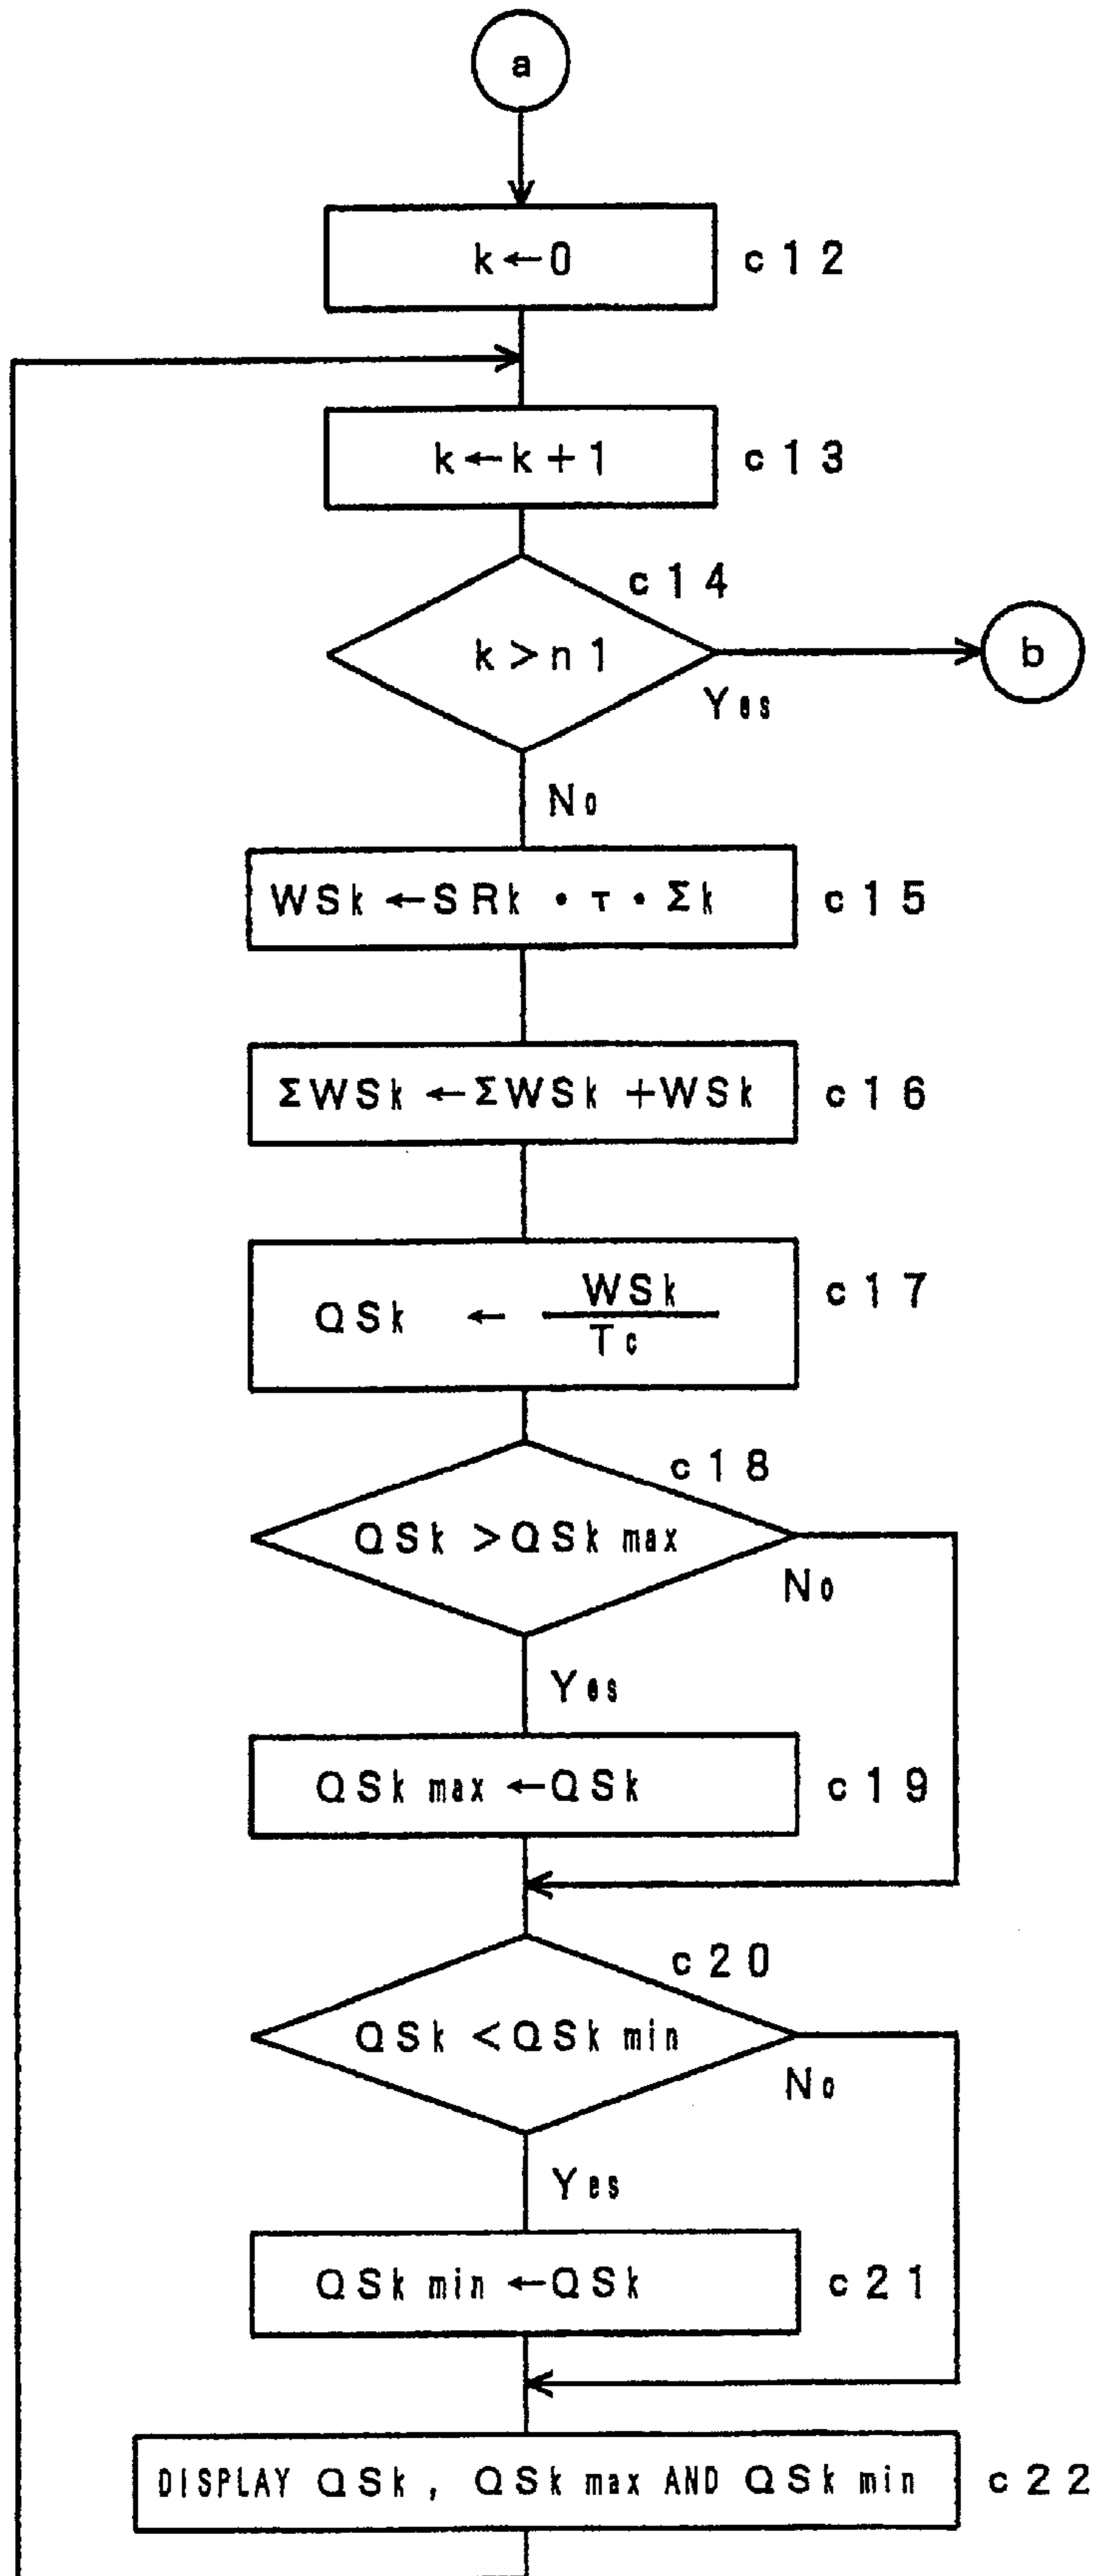 a
k←0 c12
k←k+1 c13
c14
k>n1 b
Yes
No
WSk←SRk・τ・Σk c15
ΣWSk←ΣWSk+WSk c16
WSk c17
QSk ←
Tc
c18
QSk>QSk max
No
Yes
QSk max←QSk c19
c20
QSk<QSk min
No
Yes
QSk min←QSk c21
DISPLAY QSk, QSk max AND QSk min c22